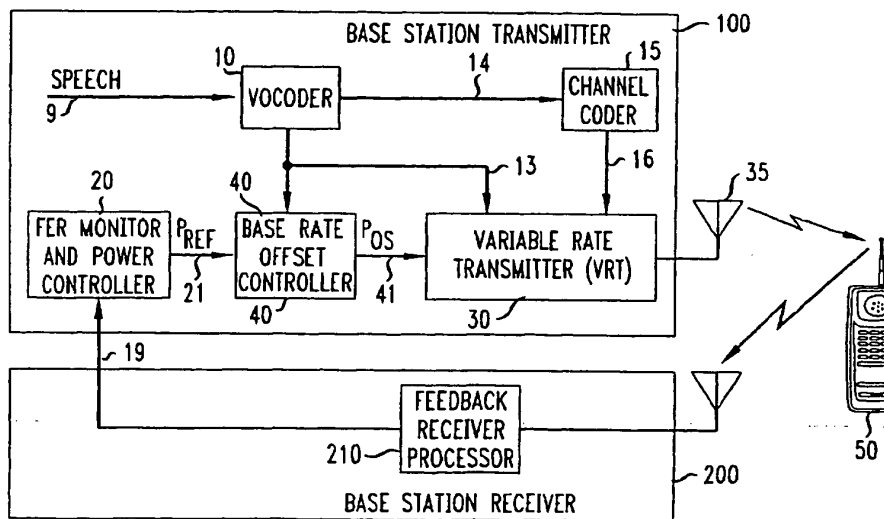 BASE STATION TRANSMITTER
100
10
14
15
SPEECH
9
VOCODER
CHANNEL
CODER
13
16
35
20
40
FER MONITOR
AND POWER
CONTROLLER
PREF
21
BASE RATE
OFFSET
CONTROLLER
40
POS
41
VARIABLE RATE
TRANSMITTER (VRT)
30
19
FEEDBACK
RECEIVER
PROCESSOR
210
200
50
BASE STATION RECEIVER